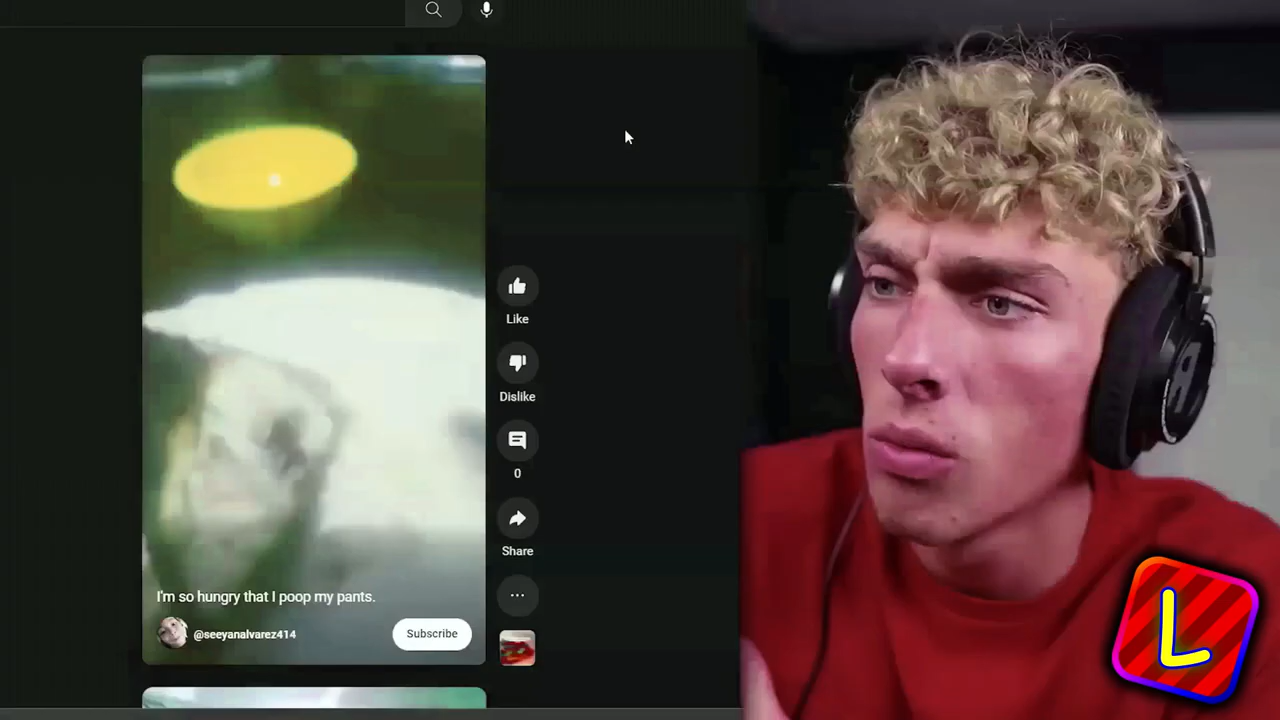 Like
Dislike
0
Share
I'm so hungry that I poop my pants.
@seeyanalvarez414
Subscribe
L